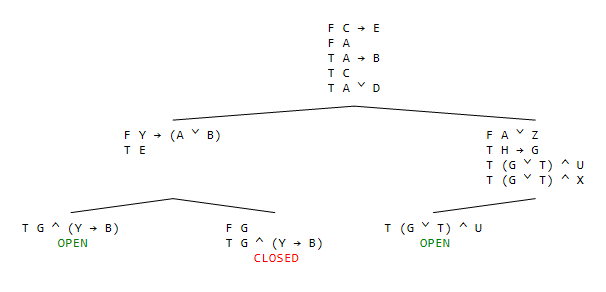 F C → E
F A
T A → B
T C
T A ˅ D
F Y → (A ˅ B)
T E
F A ˅ Z
T H → G
T (G ˅ T) ^ U
T (G ˅ T) ^ X
T G ^ (Y → B)
OPEN
F G
T G ^ (Y → B)
CLOSED
T (G ˅ T) ^ U
OPEN